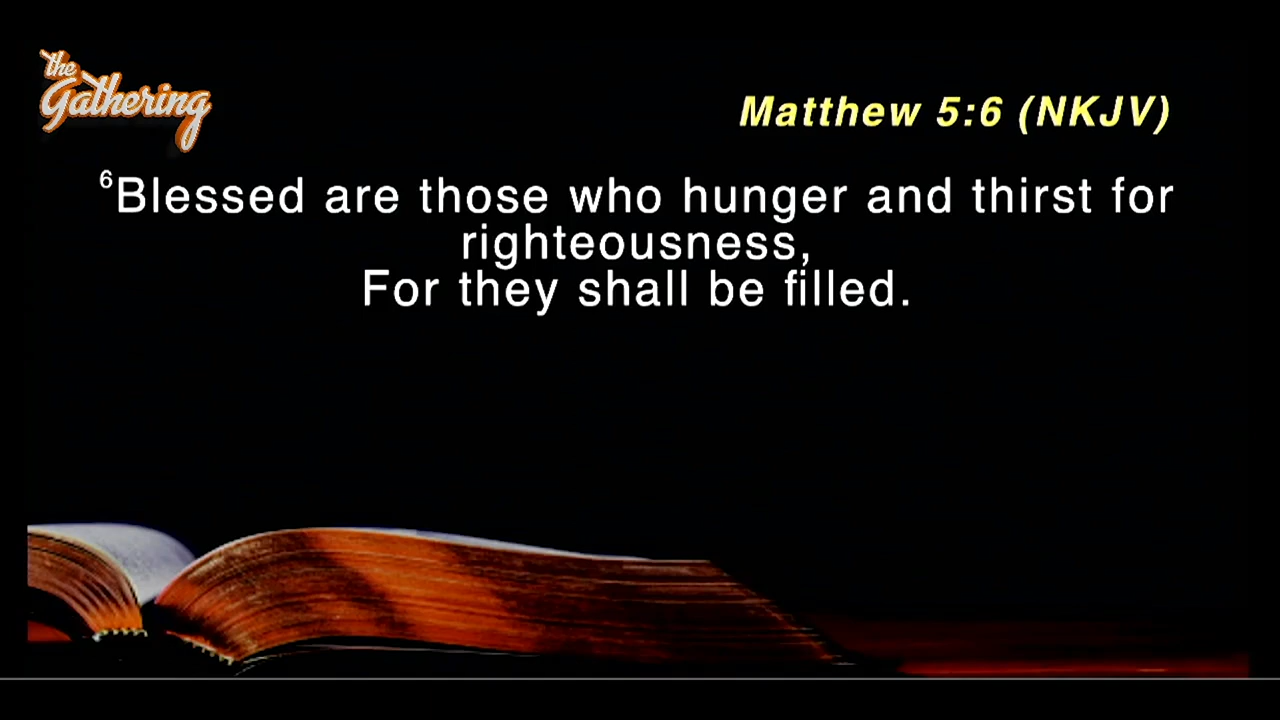 the
Gathering
Matthew 5:6 (NKJV)
⁶Blessed are those who hunger and thirst for
righteousness,
For they shall be filled.